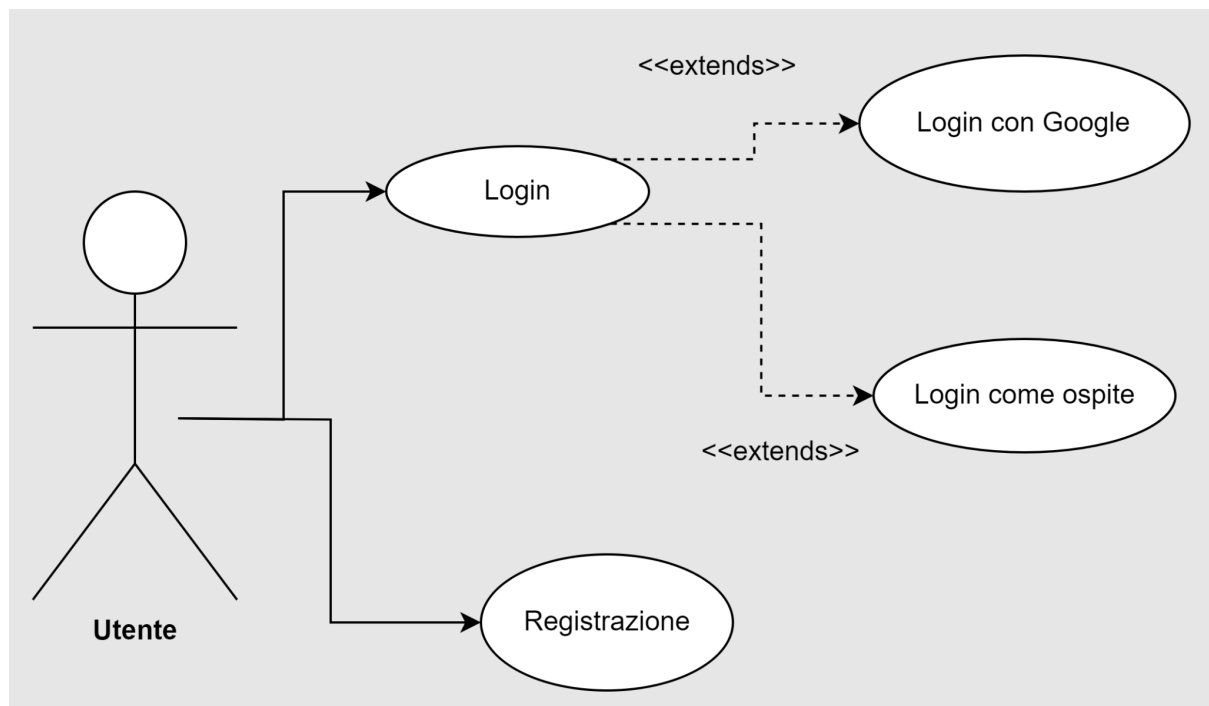 <<extends>>
Login con Google
Login
Login come ospite
<<extends>>
Registrazione
Utente